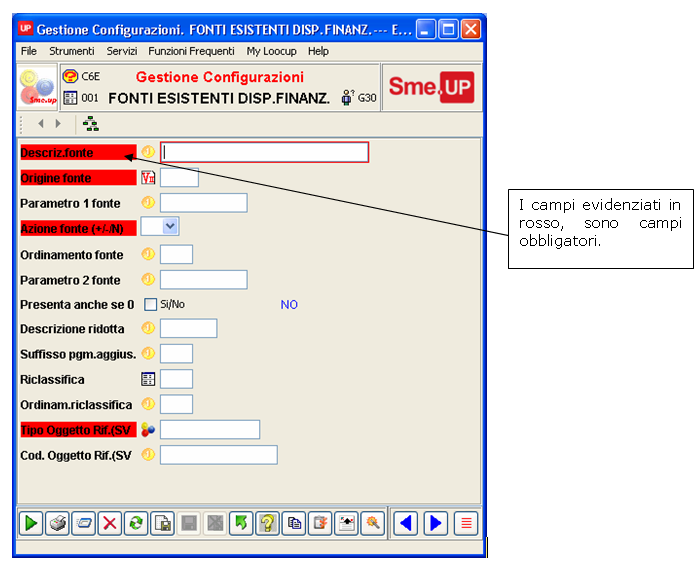 UP Gestione Configurazioni. FONTI ESISTENTI DISP.FINANZ.--- E...
File Strumenti Servizi Funzioni Frequenti My Loocup Help
Sme.up
C6E Gestione Configurazioni
001 FONTI ESISTENTI DISP.FINANZ. G30
Sme.UP
Descriz.fonte
Origine fonte
Parametro 1 fonte
Azione fonte (+/-/N)
Ordinamento fonte
Parametro 2 fonte
Presenta anche se 0 Si/No NO
Descrizione ridotta
Suffisso pgm.aggius.
Riclassifica
Ordinam.riclassifica
Tipo Oggetto Rif.(SV
Cod. Oggetto Rif.(SV
I campi evidenziati in
rosso, sono campi
obbligatori.